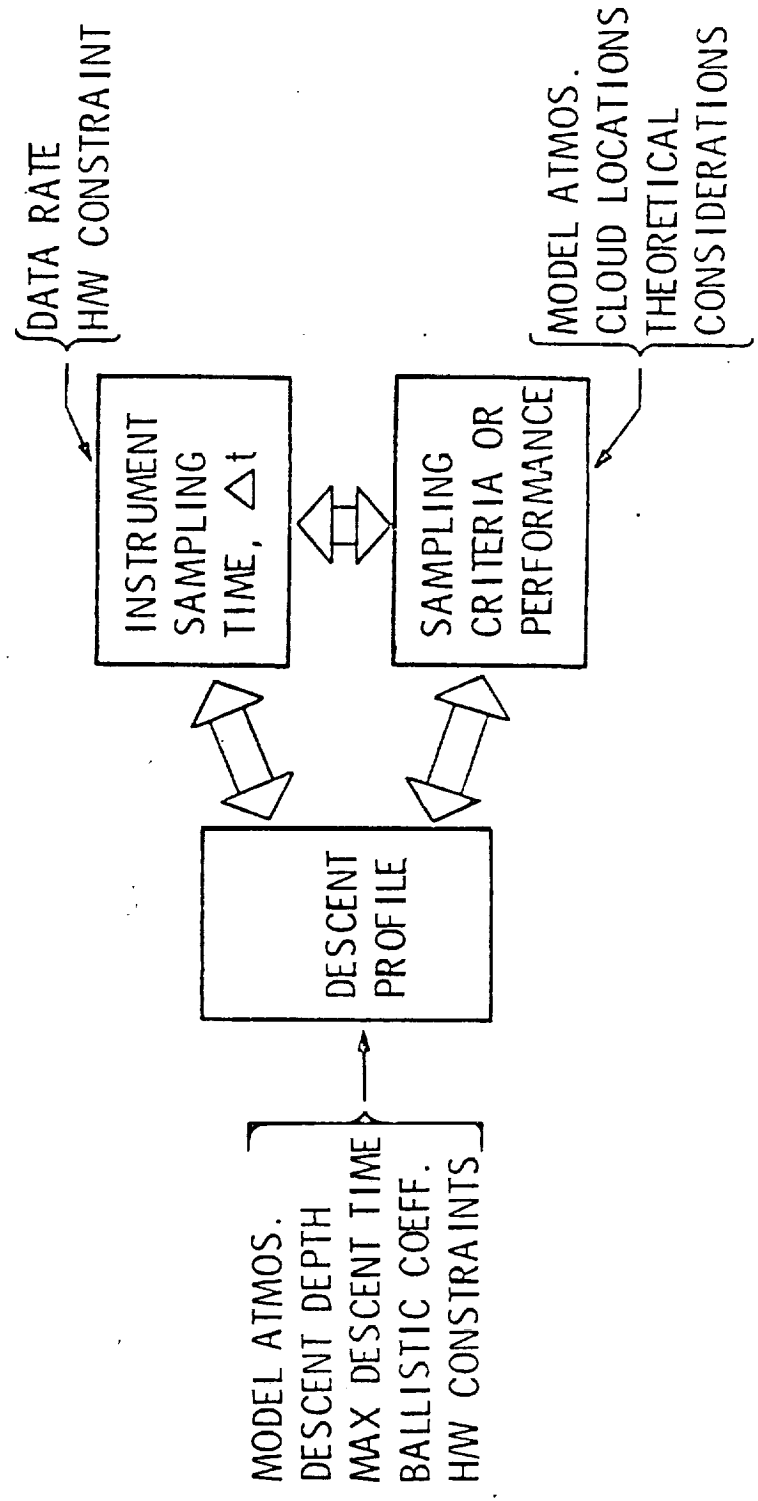 MODEL ATMOS.
DESCENT DEPTH
MAX DESCENT TIME
BALLISTIC COEFF.
H/W CONSTRAINTS
DESCENT
PROFILE
INSTRUMENT
SAMPLING
TIME, Δt
DATA RATE
H/W CONSTRAINT
SAMPLING
CRITERIA OR
PERFORMANCE
MODEL ATMOS.
CLOUD LOCATIONS
THEORETICAL
CONSIDERATIONS